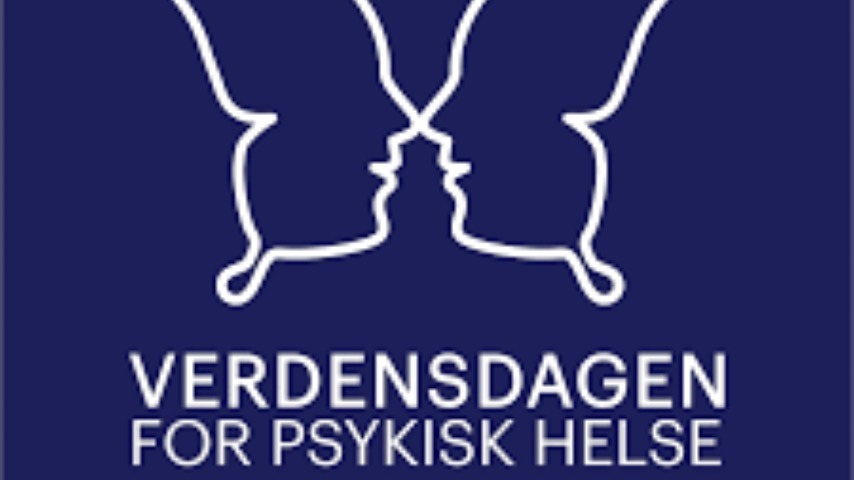 VERDENSDAGEN
FOR PSYKISK HELSE